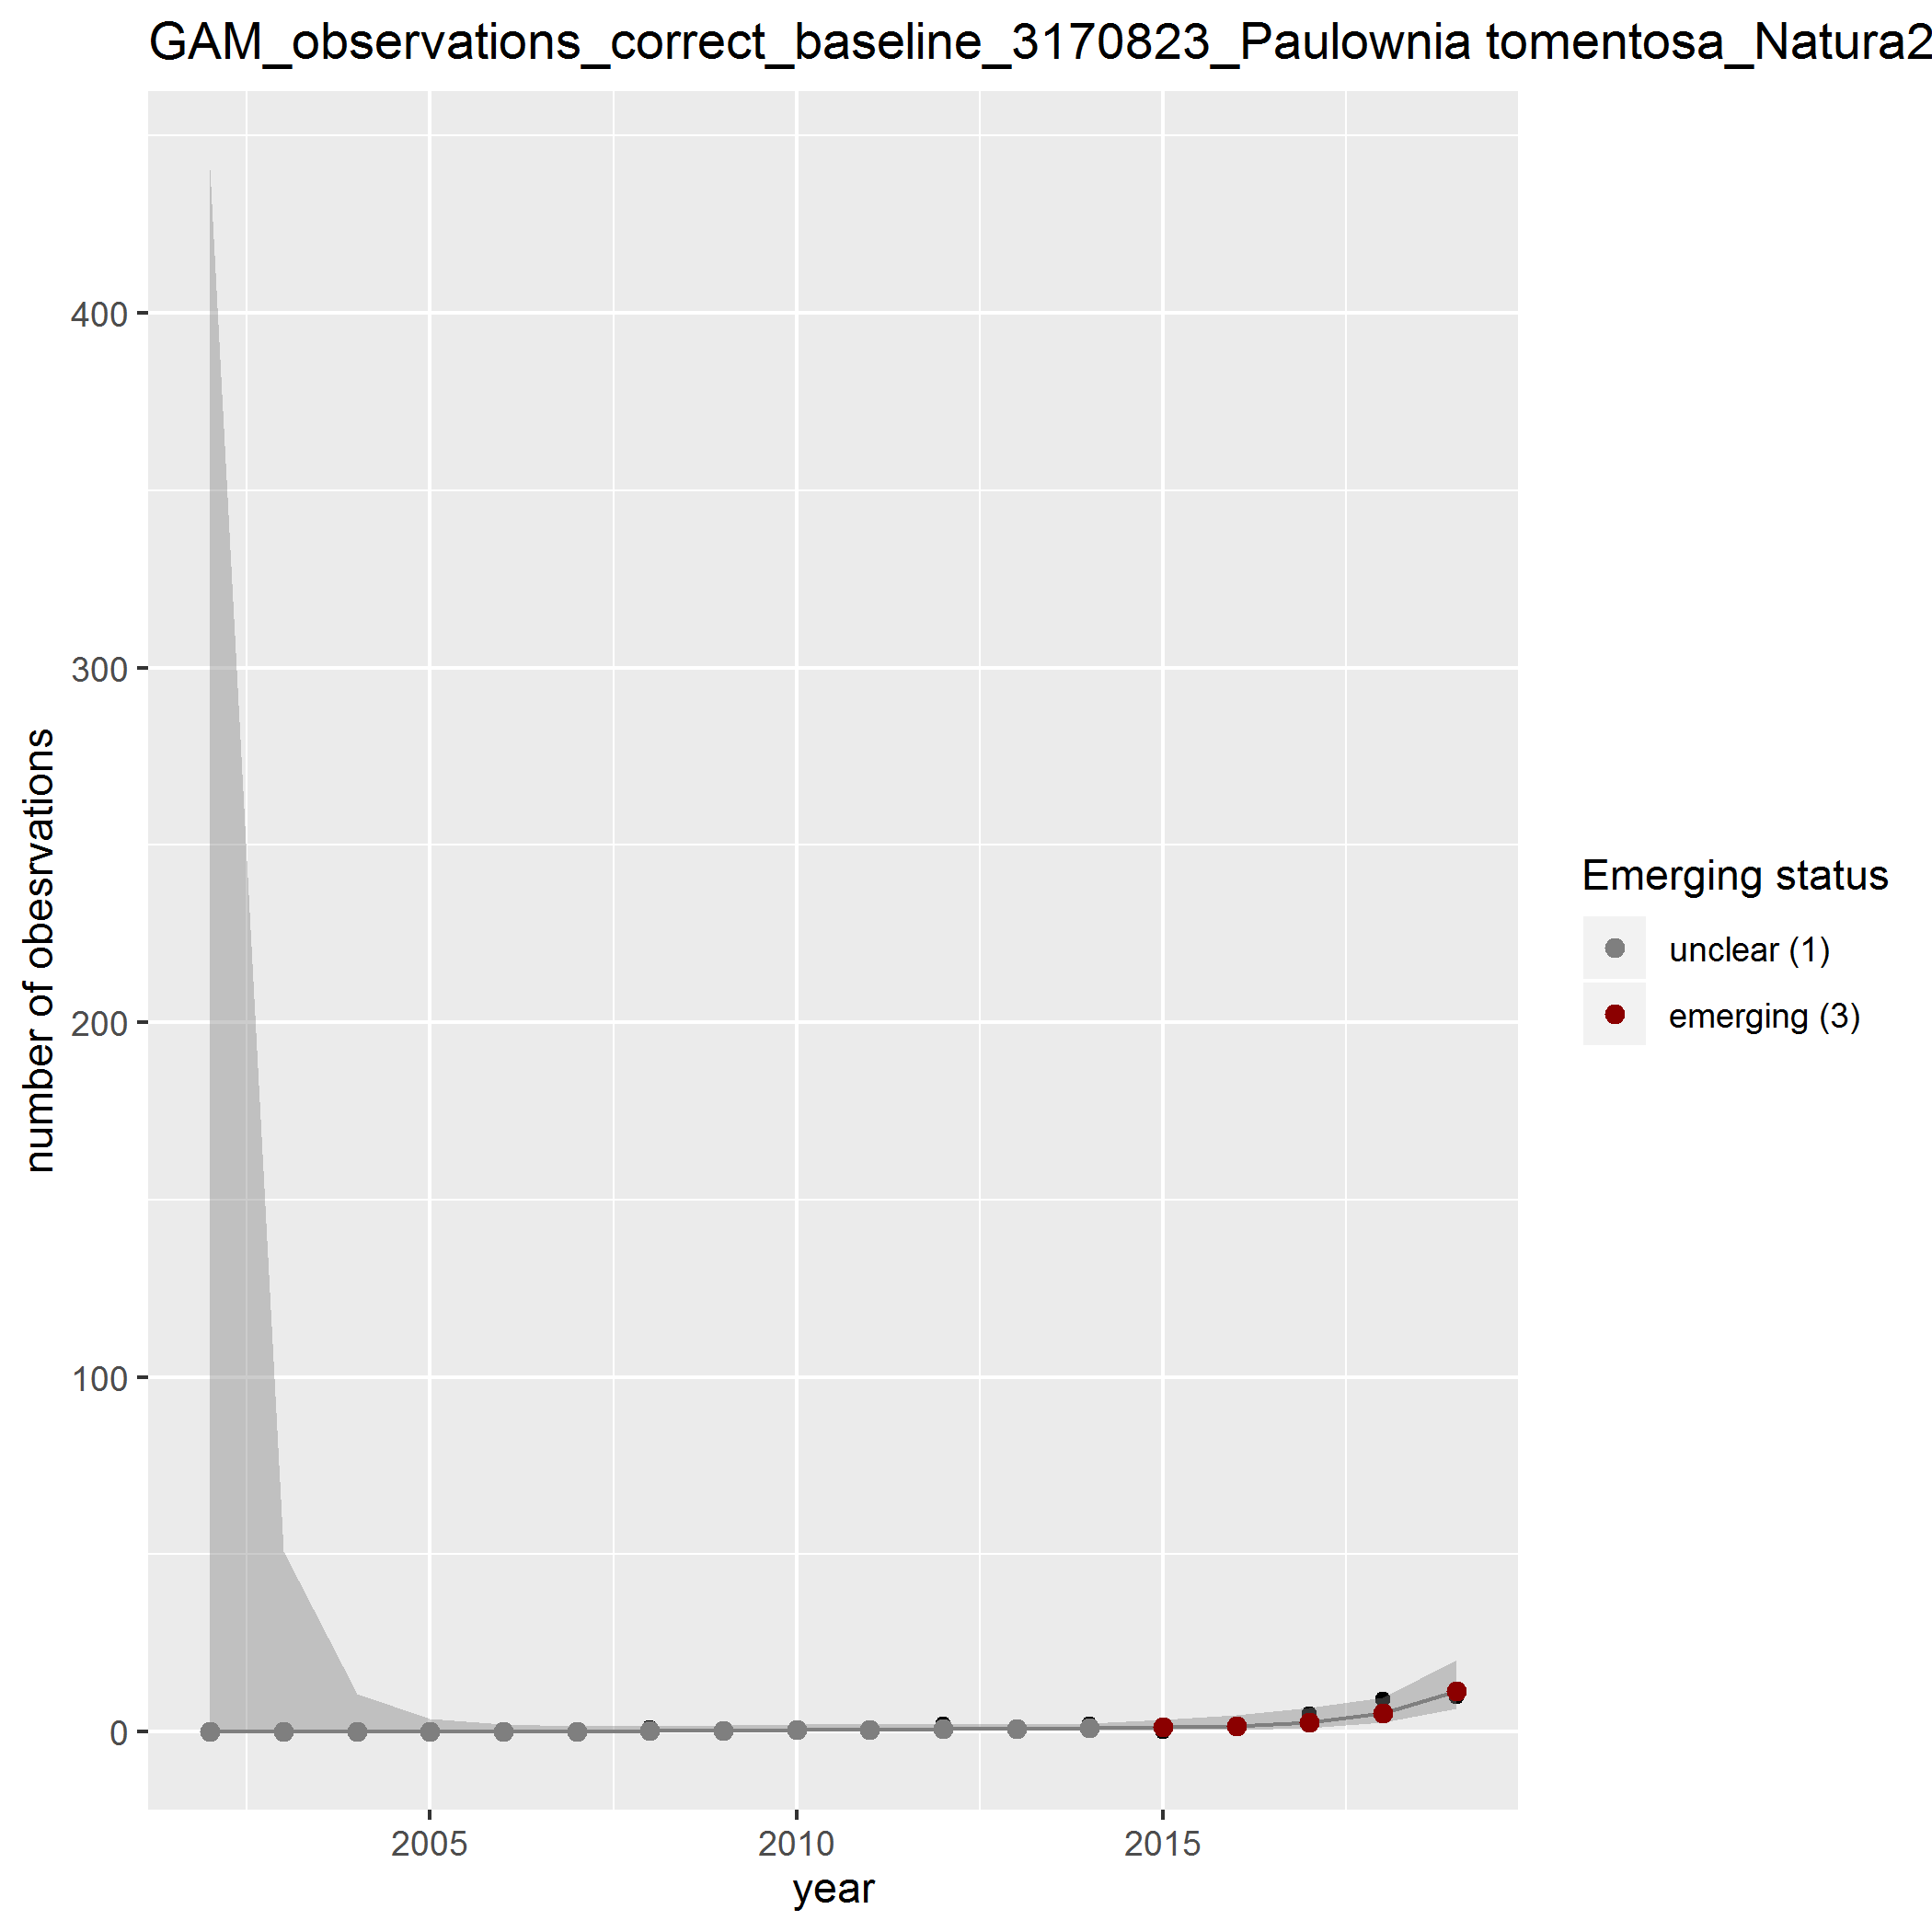 GAM_observations_correct_baseline_3170823_Paulownia tomentosa_Natura2
400
300
200
100
0
number of obesrvations
2005
2010
2015
year
Emerging status
unclear (1)
emerging (3)